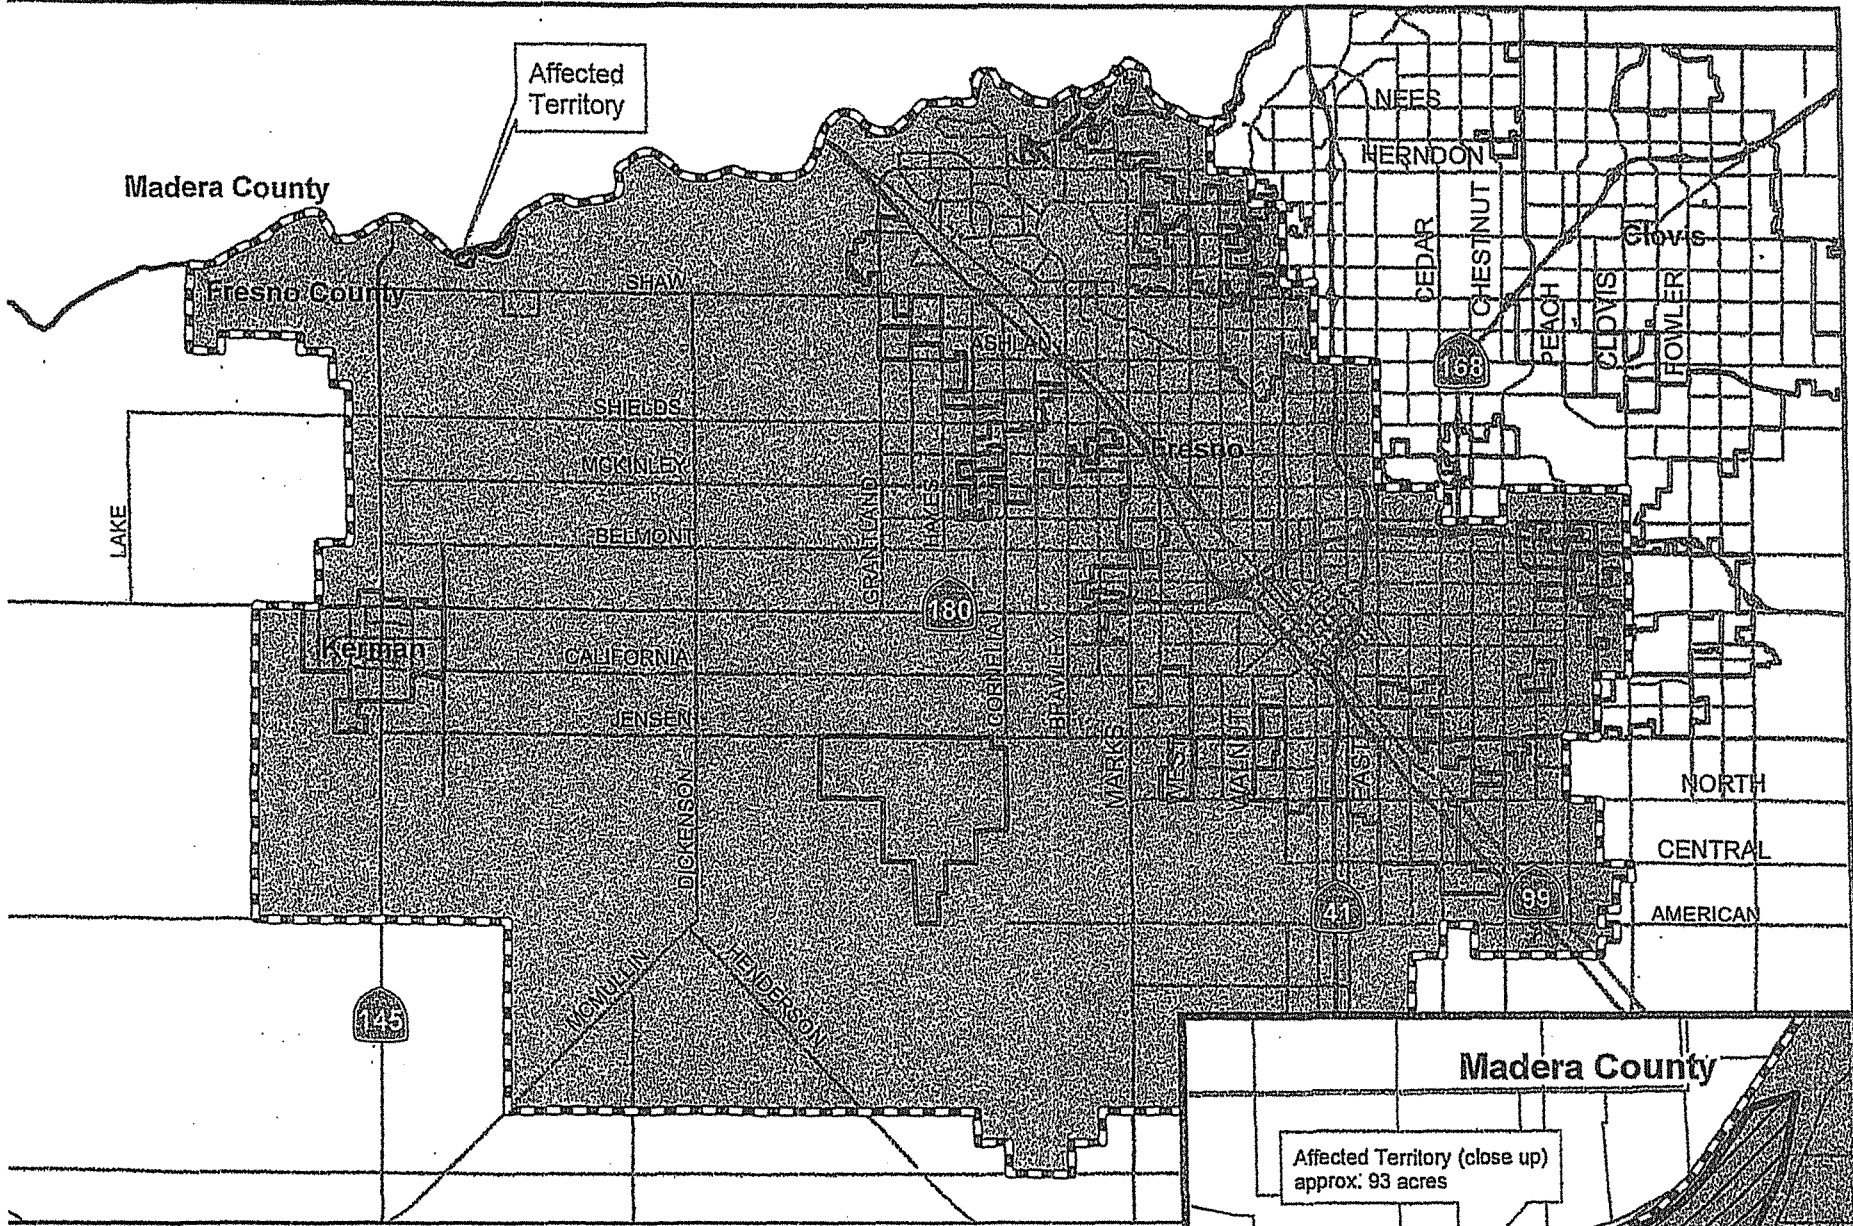 Affected
Territory
Madera County
Fresno County
NEES
HERNDON
CEDAR
CHESTNUT
Clovis
PEACH
CLOVIS
FOWLER
168
SHAW
ASHLAN
SHIELDS
MCKINLEY
Fresno
LAKE
BELMONT
GRANTLAND
HAYES
180
Kerman
CALIFORNIA
CORNELIA
BRAWLEY
JENSEN
MARKS
WEST
WALNUT
EAST
DICKENSON
NORTH
CENTRAL
AMERICAN
41
99
MCMULLIN
HENDERSON
145
Madera County
Affected Territory (close up)
approx. 93 acres